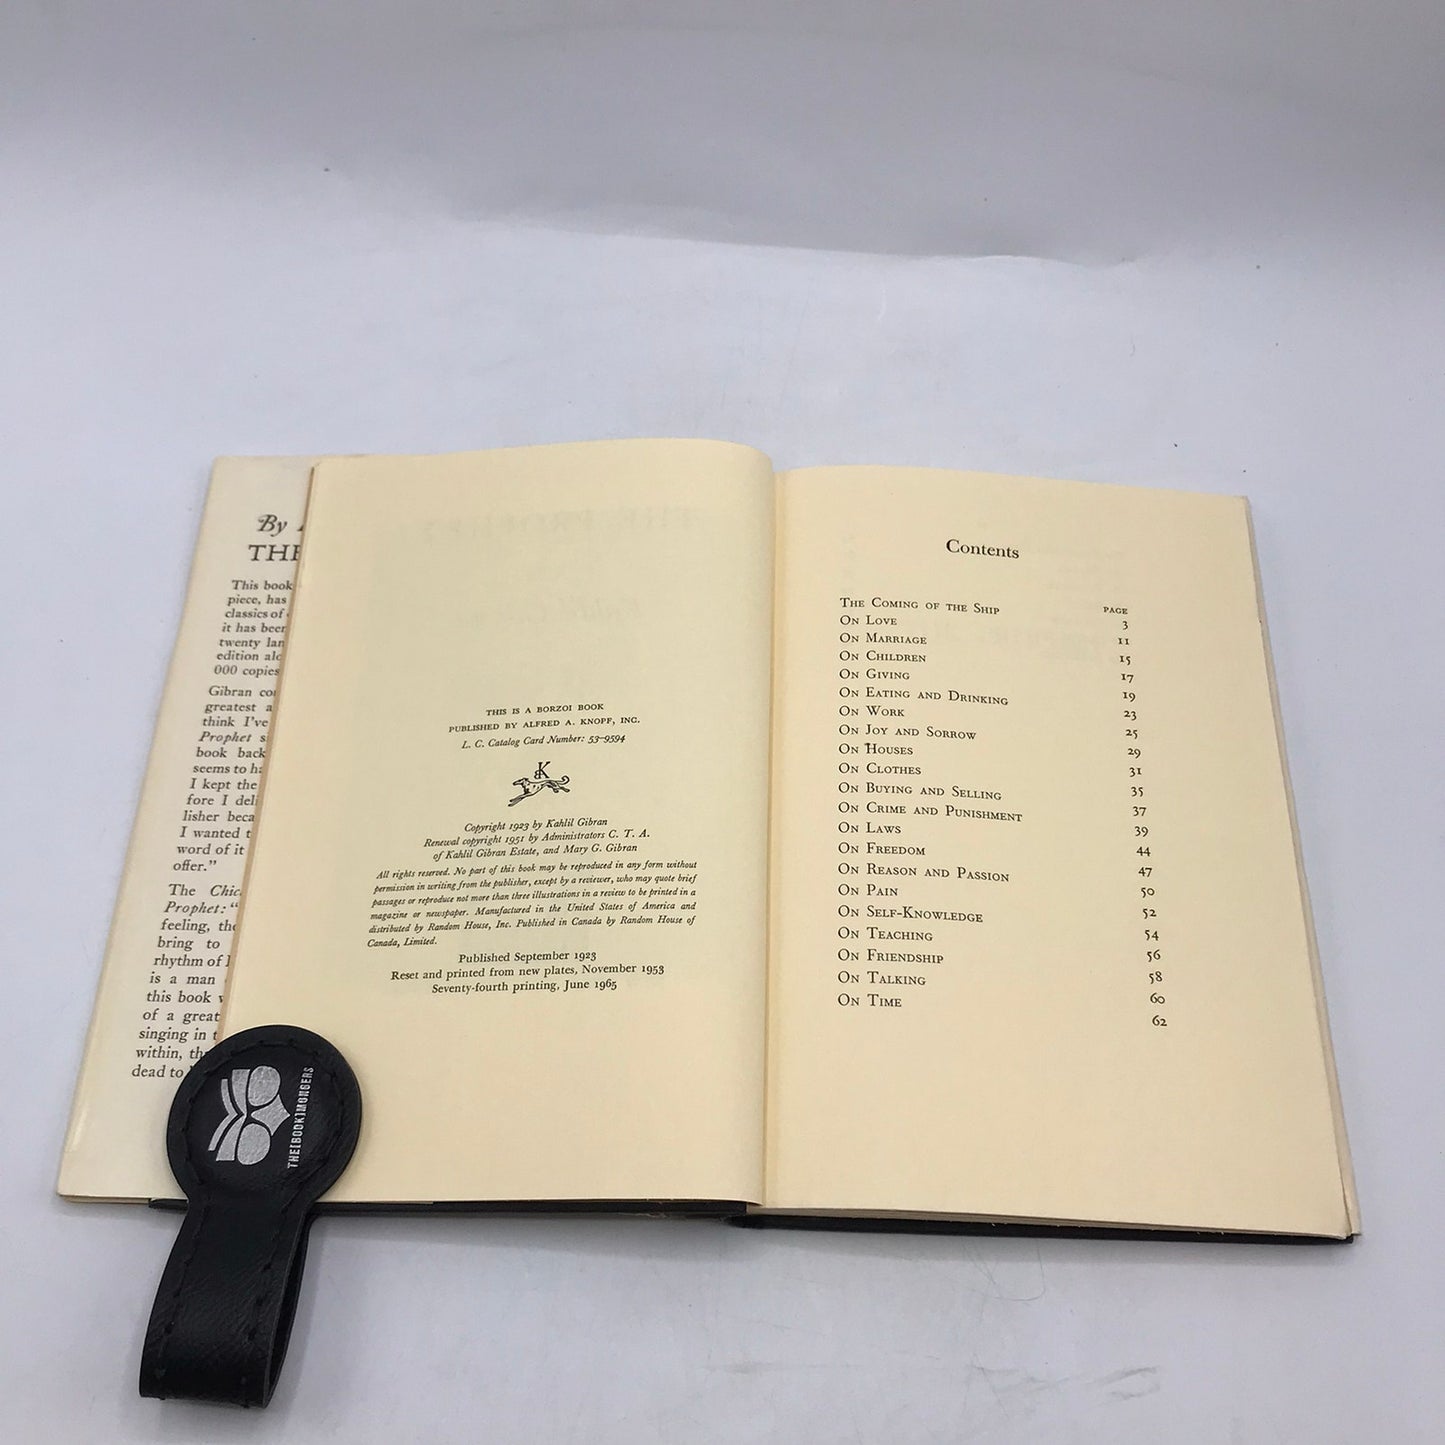 By
THE
This book
piece, has
classics of
it has been
twenty lan
edition alo
000 copies
Gibran co
greatest a
think I've
Prophet s
book back
seems to ha
I kept the
fore I deli
lisher beca
I wanted t
word of it
offer."
The Chic
Prophet: "
feeling, the
bring to
rhythm of
is a man
this book
of a great
singing in t
within, th
dead to
THE[BOOK]MONGERS
THIS IS A BORZOI BOOK
PUBLISHED BY ALFRED A. KNOPF, INC.
L. C. Catalog Card Number: 53-9594
Copyright 1923 by Kahlil Gibran
Renewal copyright 1951 by Administrators C. T. A.
of Kahlil Gibran Estate, and Mary G. Gibran
All rights reserved. No part of this book may be reproduced in any form without
permission in writing from the publisher, except by a reviewer, who may quote brief
passages or reproduce not more than three illustrations in a review to be printed in a
magazine or newspaper. Manufactured in the United States of America and
distributed by Random House, Inc. Published in Canada by Random House of
Canada, Limited.
Published September 1923
Reset and printed from new plates, November 1953
Seventy-fourth printing, June 1965
Contents
PAGE
The Coming of the Ship 3
On Love 11
On Marriage 15
On Children 17
On Giving 19
On Eating and Drinking 23
On Work 25
On Joy and Sorrow 29
On Houses 31
On Clothes 35
On Buying and Selling 37
On Crime and Punishment 39
On Laws 44
On Freedom 47
On Reason and Passion 50
On Pain 52
On Self-Knowledge 54
On Teaching 56
On Friendship 58
On Talking 60
On Time 62